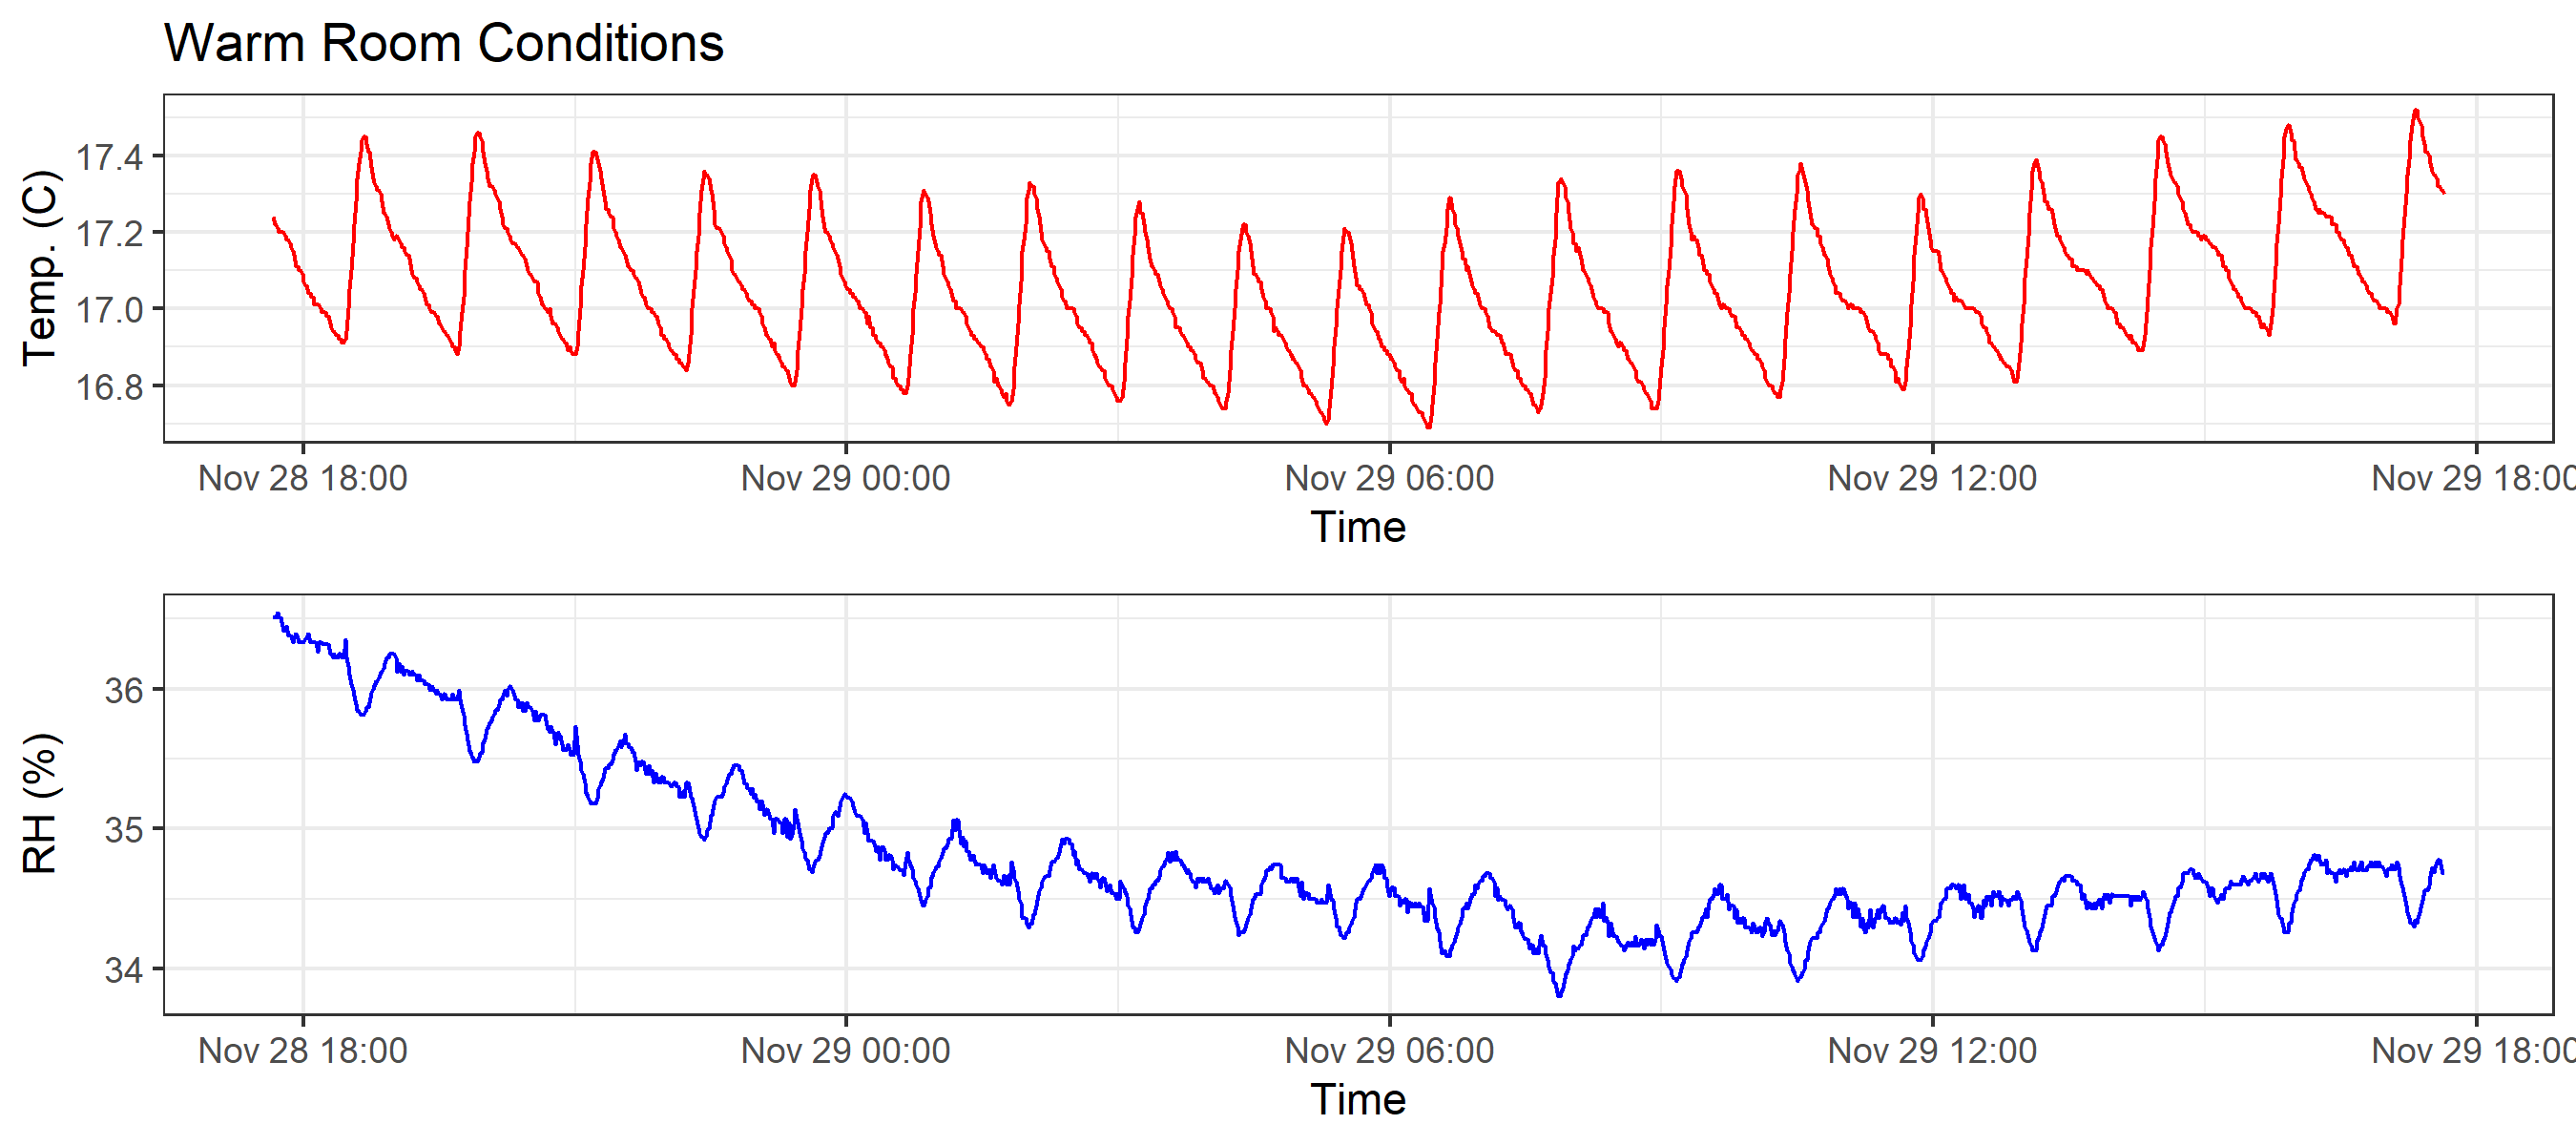 Warm Room Conditions
Temp. (C)
17.4
17.2
17.0
16.8
Nov 28 18:00 Nov 29 00:00 Nov 29 06:00 Nov 29 12:00 Nov 29 18:00
Time
RH (%)
36
35
34
Nov 28 18:00 Nov 29 00:00 Nov 29 06:00 Nov 29 12:00 Nov 29 18:00
Time